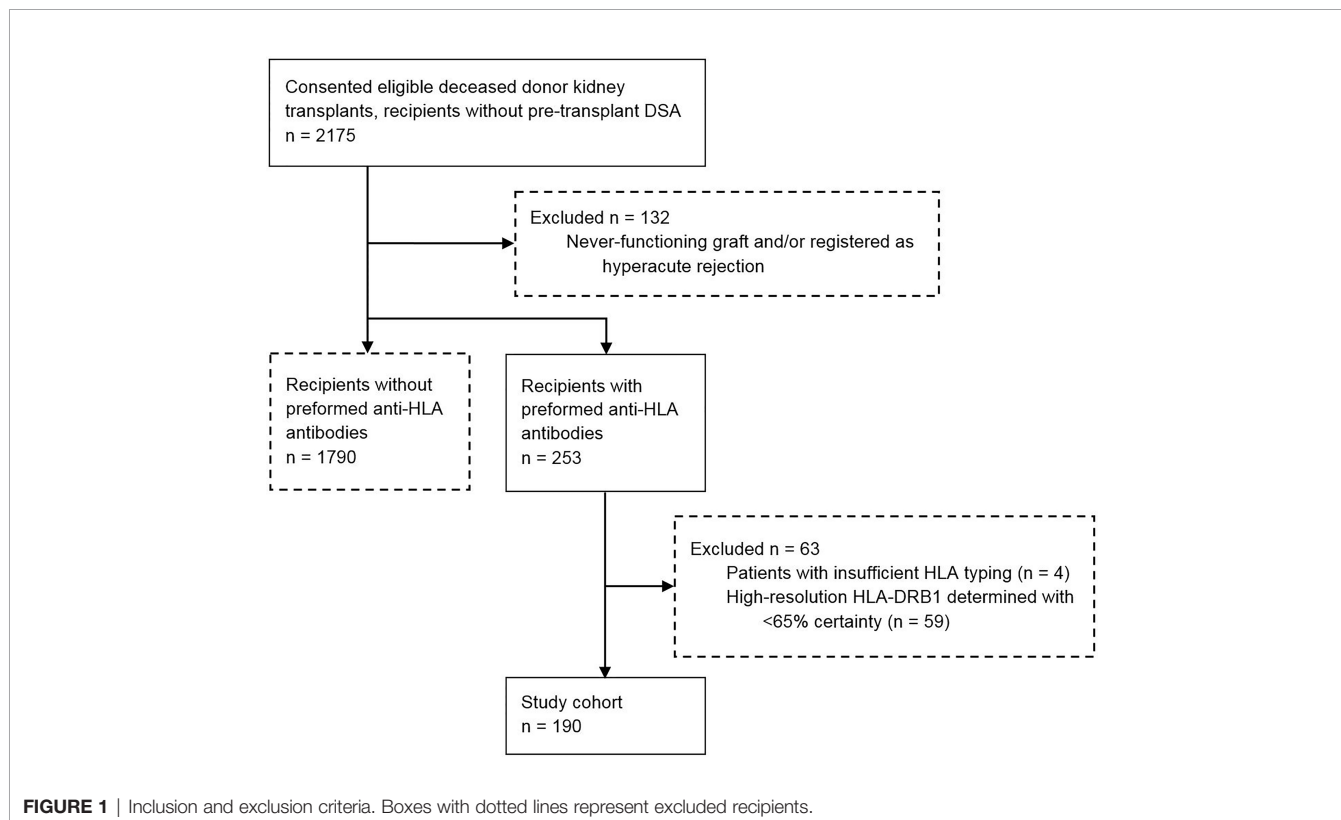 Consented eligible deceased donor kidney
transplants, recipients without pre-transplant DSA
n = 2175
Excluded n = 132
Never-functioning graft and/or registered as
hyperacute rejection
Recipients without
preformed anti-HLA
antibodies
n = 1790
Recipients with
preformed anti-HLA
antibodies
n = 253
Excluded n = 63
Patients with insufficient HLA typing (n = 4)
High-resolution HLA-DRB1 determined with
<65% certainty (n = 59)
Study cohort
n = 190
FIGURE 1 | Inclusion and exclusion criteria. Boxes with dotted lines represent excluded recipients.